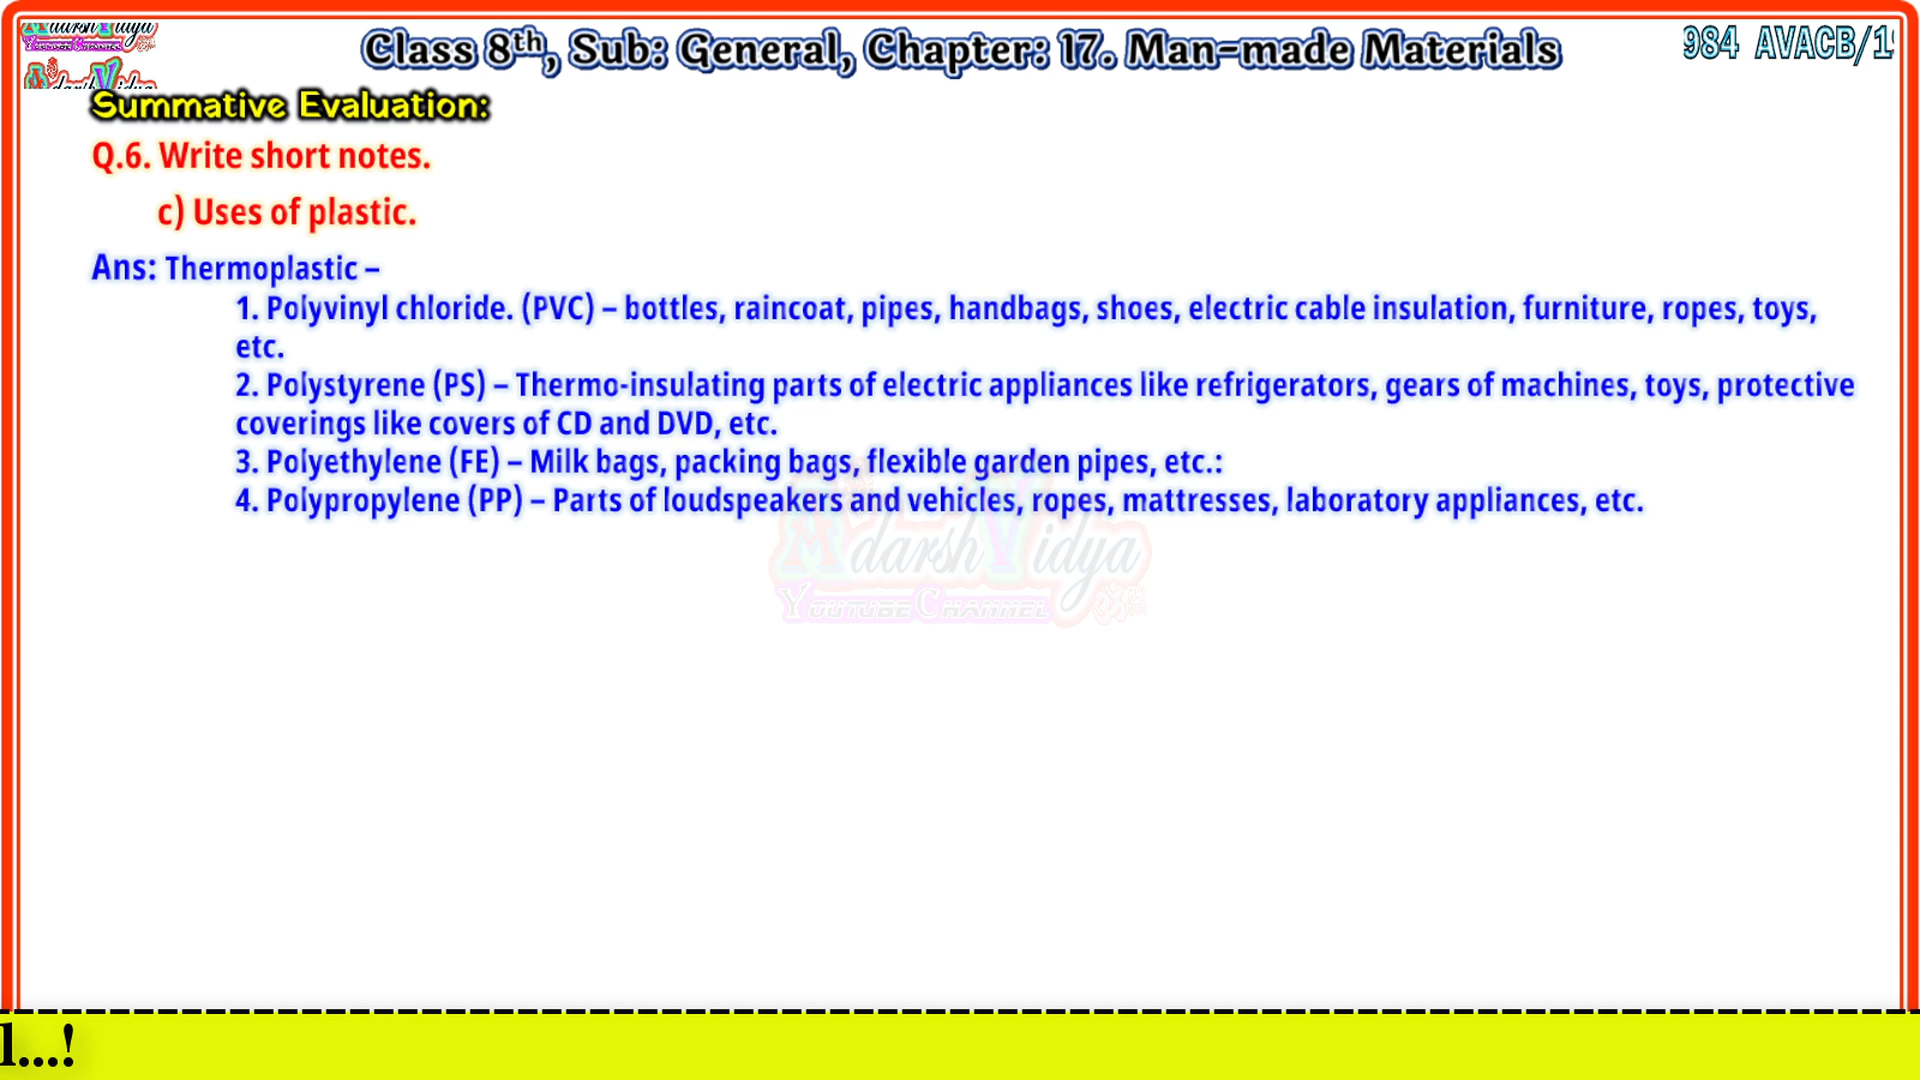 Adarsh Vidya
YouTube Channel
Class 8th, Sub: General, Chapter: 17. Man-made Materials
984 AVACB/1
Summative Evaluation:
Q.6. Write short notes.
c) Uses of plastic.
Ans: Thermoplastic –
1. Polyvinyl chloride. (PVC) – bottles, raincoat, pipes, handbags, shoes, electric cable insulation, furniture, ropes, toys,
etc.
2. Polystyrene (PS) – Thermo-insulating parts of electric appliances like refrigerators, gears of machines, toys, protective
coverings like covers of CD and DVD, etc.
3. Polyethylene (FE) – Milk bags, packing bags, flexible garden pipes, etc.:
4. Polypropylene (PP) – Parts of loudspeakers and vehicles, ropes, mattresses, laboratory appliances, etc.
Adarsh Vidya
YouTube Channel
l...!